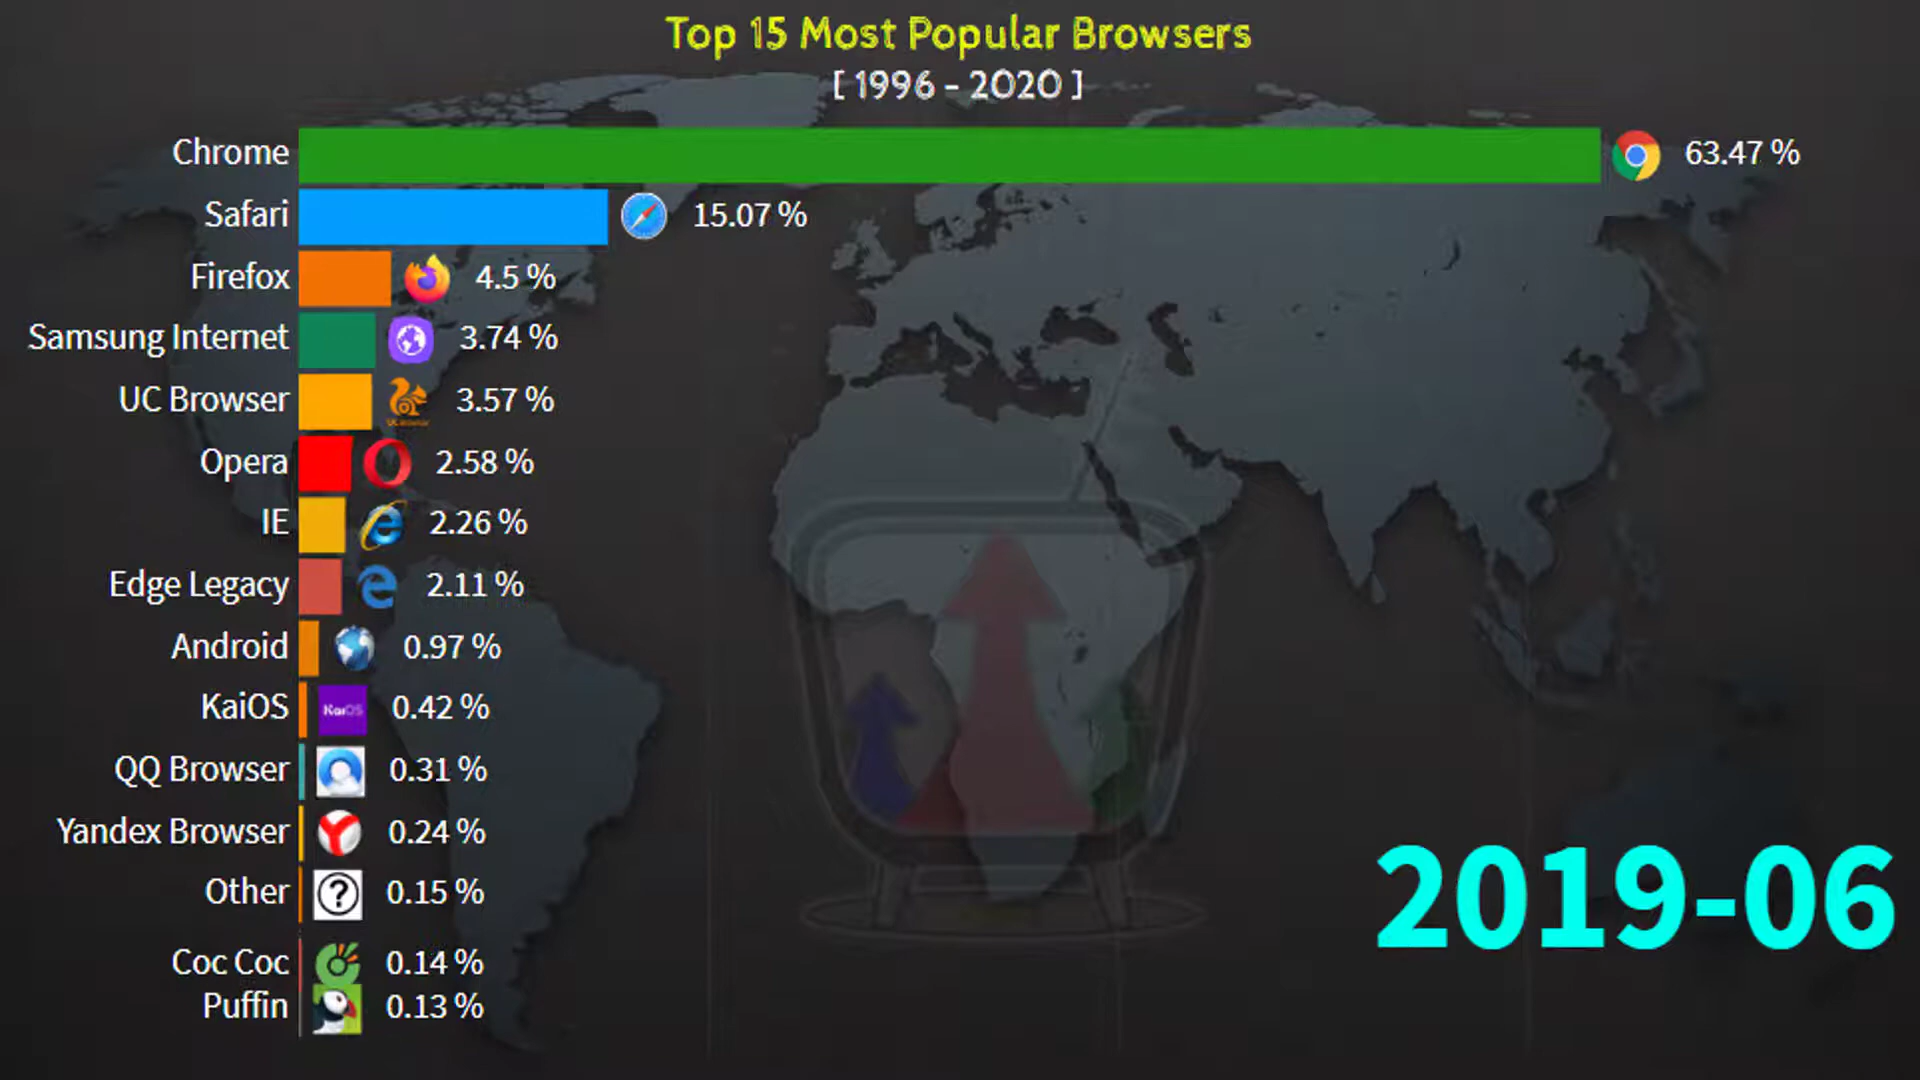 Top 15 Most Popular Browsers
[ 1996 - 2020 ]
Chrome 63.47 %
Safari 15.07 %
Firefox 4.5 %
Samsung Internet 3.74 %
UC Browser 3.57 %
Opera 2.58 %
IE 2.26 %
Edge Legacy 2.11 %
Android 0.97 %
KaiOS KaiOS 0.42 %
QQ Browser 0.31 %
Yandex Browser 0.24 %
Other ? 0.15 %
Coc Coc 0.14 %
Puffin 0.13 %
2019-06